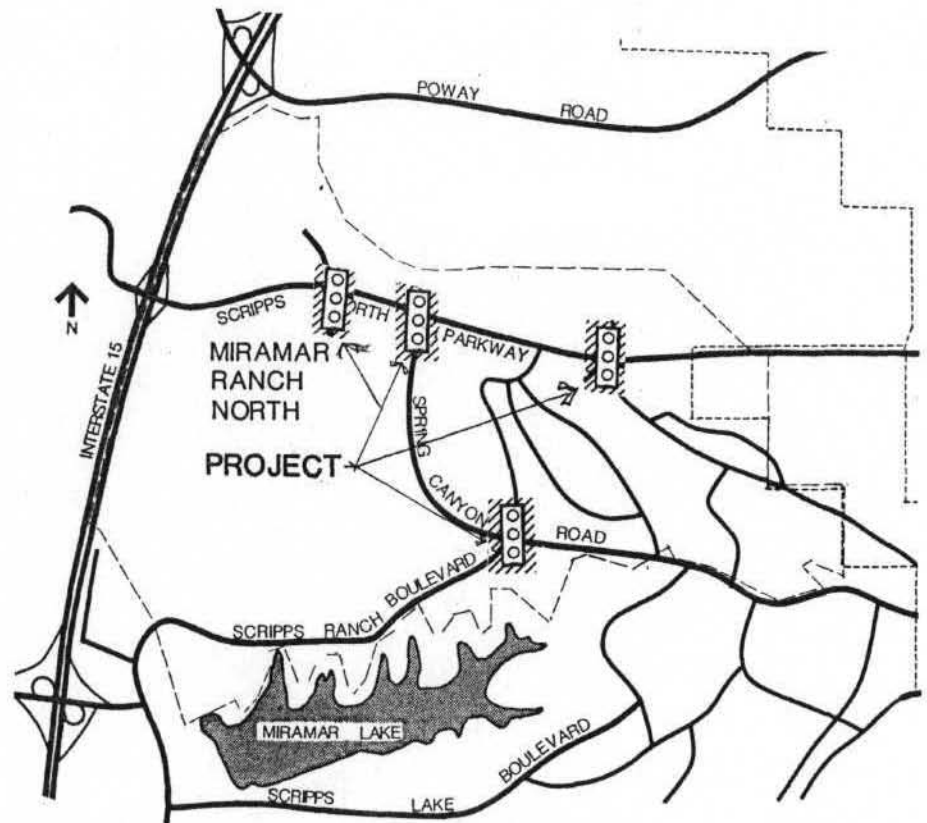 POWAY
ROAD
SCRIPPS
ORTH
PARKWAY
N
INTERSTATE 15
MIRAMAR
RANCH
NORTH
SPRING
PROJECT
CANYON
ROAD
BOULEVARD
SCRIPPS RANCH
MIRAMAR LAKE
BOULEVARD
SCRIPPS
LAKE